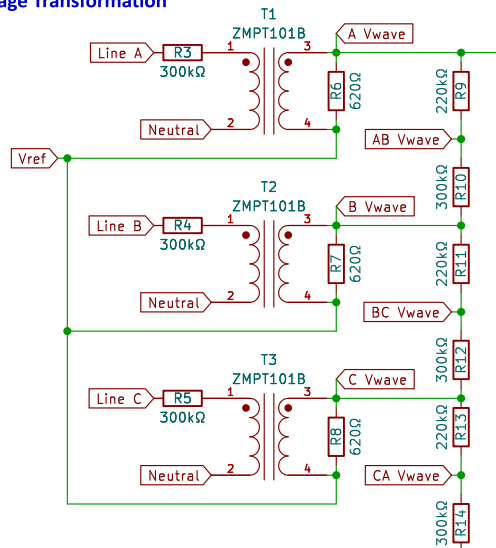 age Transformation
T1
ZMPT101B
A Vwave
Line A
R3
300kΩ
1
3
R6
620Ω
220kΩ
R9
Neutral
2
4
AB Vwave
Vref
300kΩ
R10
T2
ZMPT101B
B Vwave
Line B
R4
300kΩ
1
3
R7
620Ω
220kΩ
R11
Neutral
2
4
BC Vwave
300kΩ
R12
T3
ZMPT101B
C Vwave
Line C
R5
300kΩ
1
3
R8
620Ω
220kΩ
R13
Neutral
2
4
CA Vwave
300kΩ
R14